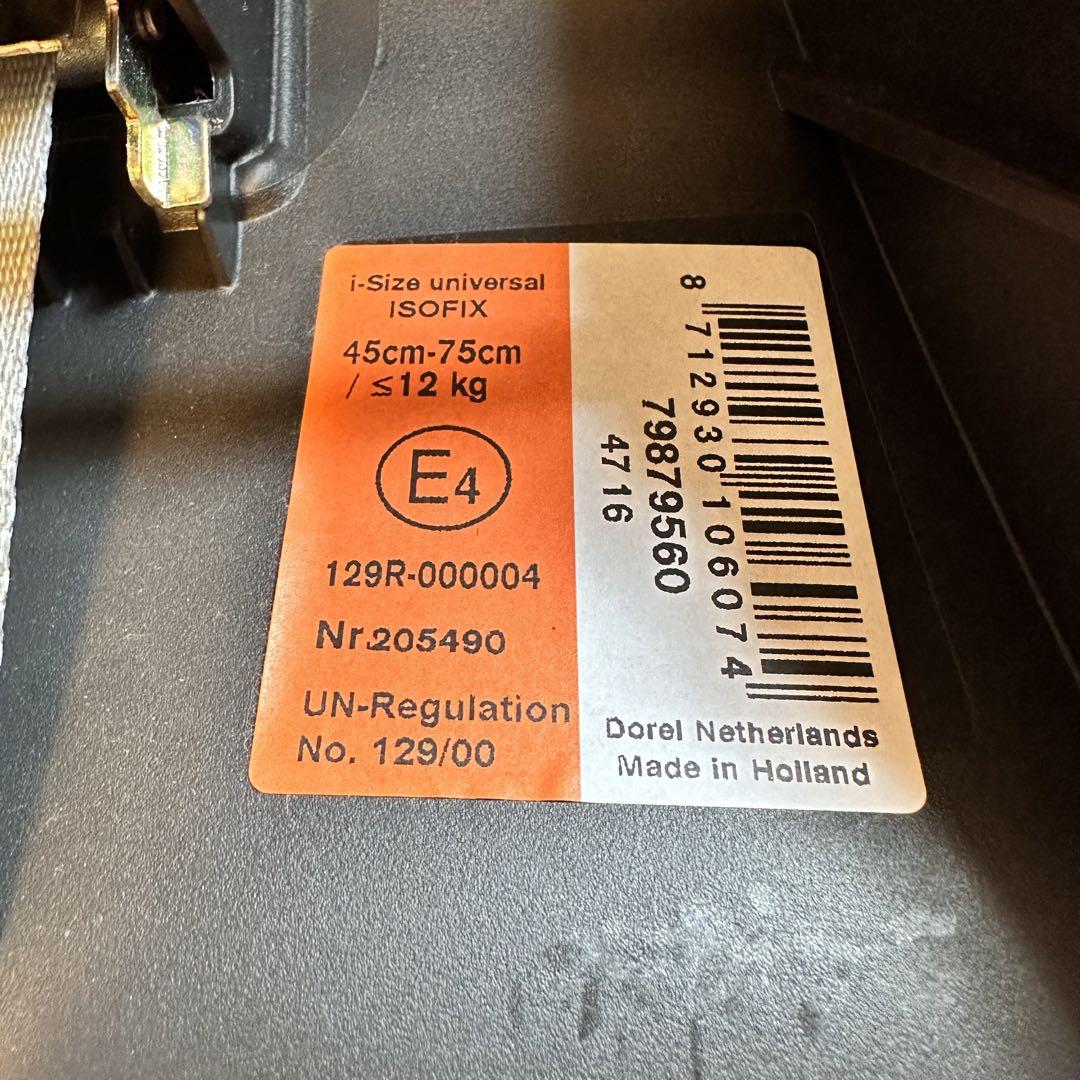 i-Size universal
ISOFIX
45cm-75cm
/ ≤12 kg
E4
129R-000004
Nr.205490
UN-Regulation
No. 129/00
8 712930 106074
79879560
4716
Dorel Netherlands
Made in Holland